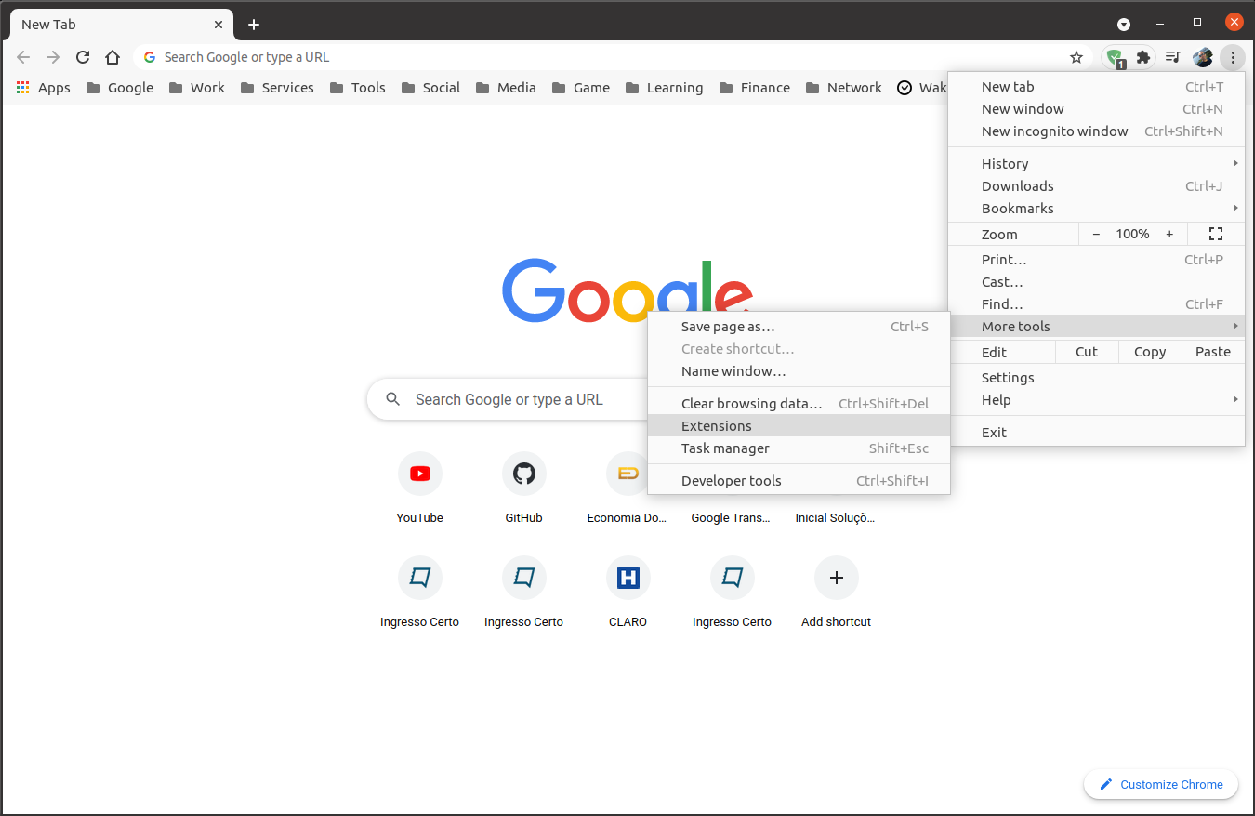 New Tab
Search Google or type a URL
1
Apps Google Work Services Tools Social Media Game Learning Finance Network Wak
New tab Ctrl+T
New window Ctrl+N
New incognito window Ctrl+Shift+N
History
Downloads Ctrl+J
Bookmarks
Zoom − 100% +
Print... Ctrl+P
Cast...
Find... Ctrl+F
More tools
Edit Cut Copy Paste
Settings
Help
Exit
Google
Save page as... Ctrl+S
Create shortcut...
Name window...
Clear browsing data... Ctrl+Shift+Del
Extensions
Task manager Shift+Esc
Developer tools Ctrl+Shift+I
Search Google or type a URL
YouTube GitHub Economia Do... Google Trans... Inicial Soluçõ...
Ingresso Certo Ingresso Certo CLARO Ingresso Certo Add shortcut
Customize Chrome